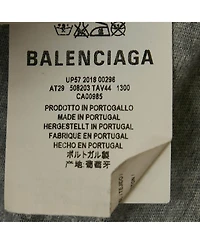 BALENCIAGA
UP57 2018 00298
AT29 508203 TAV44 1300
CA00985
PRODOTTO IN PORTOGALLO
MADE IN PORTUGAL
HERGESTELLT IN PORTUGAL
FABRIQUE EN PORTUGAL
HECHO EN PORTUGAL
ポルトガル製
产地:葡萄牙